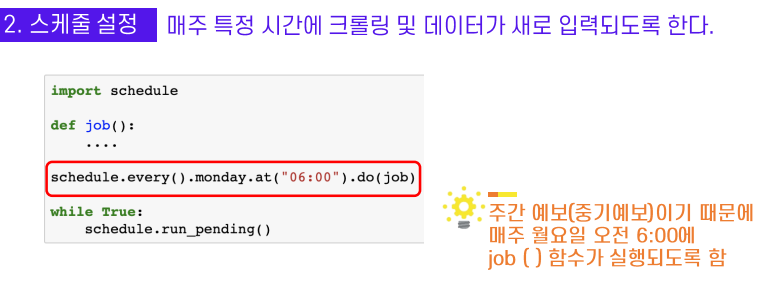 2. 스케줄 설정 매주 특정 시간에 크롤링 및 데이터가 새로 입력되도록 한다.
import schedule
def job():
....
schedule.every().monday.at("06:00").do(job)
while True:
schedule.run_pending()
주간 예보(중기예보)이기 때문에
매주 월요일 오전 6:00에
job ( ) 함수가 실행되도록 함